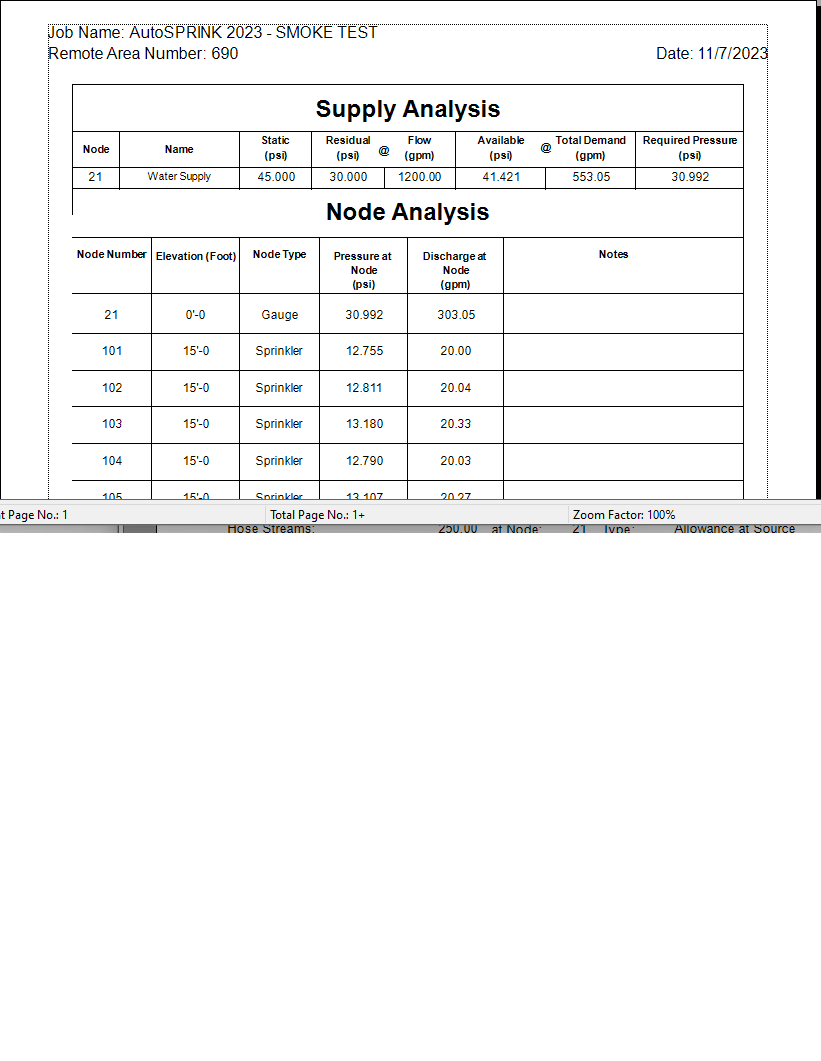 Job Name: AutoSPRINK 2023 - SMOKE TEST
Remote Area Number: 690 Date: 11/7/2023
Supply Analysis
Node Name Static (psi) Residual (psi) @ Flow (gpm) Available (psi) @ Total Demand (gpm) Required Pressure (psi)
21 Water Supply 45.000 30.000 1200.00 41.421 553.05 30.992
Node Analysis
Node Number Elevation (Foot) Node Type Pressure at Node (psi) Discharge at Node (gpm) Notes
21 0'-0 Gauge 30.992 303.05
101 15'-0 Sprinkler 12.755 20.00
102 15'-0 Sprinkler 12.811 20.04
103 15'-0 Sprinkler 13.180 20.33
104 15'-0 Sprinkler 12.790 20.03
105 15'-0 Sprinkler 13.107 20.27
t Page No.: 1 Total Page No.: 1+ Zoom Factor: 100%
Hose Streams: 250.00 at Node: 21 Type: Allowance at Source